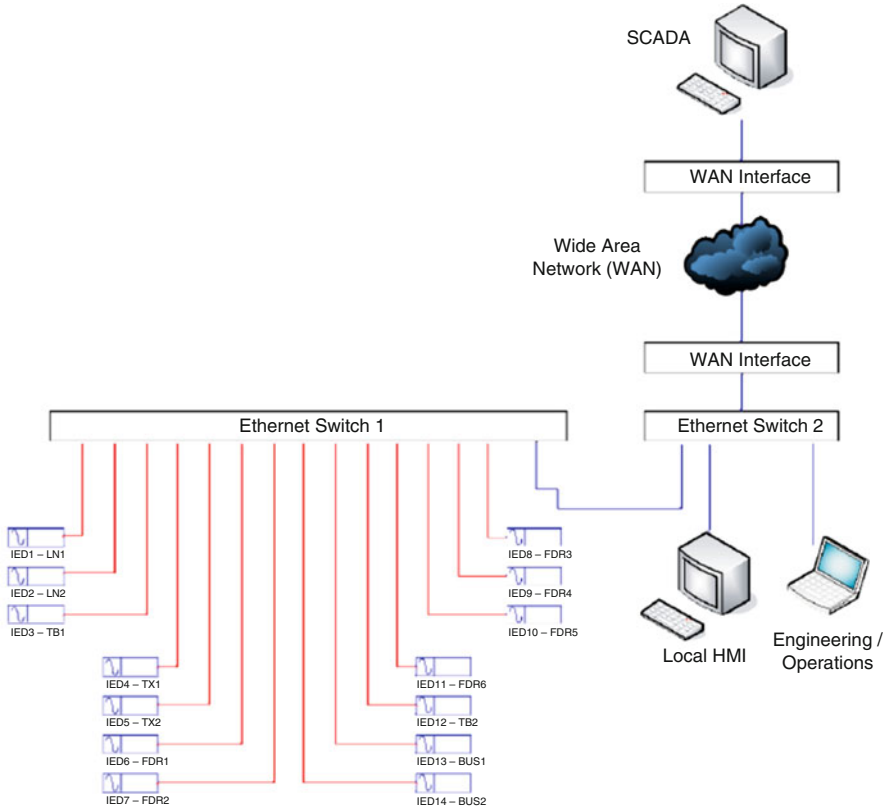 SCADA
WAN Interface
Wide Area
Network (WAN)
WAN Interface
Ethernet Switch 1
Ethernet Switch 2
IED1 – LN1
IED2 – LN2
IED3 – TB1
IED4 – TX1
IED5 – TX2
IED6 – FDR1
IED7 – FDR2
IED8 – FDR3
IED9 – FDR4
IED10 – FDR5
IED11 – FDR6
IED12 – TB2
IED13 – BUS1
IED14 – BUS2
Local HMI
Engineering /
Operations